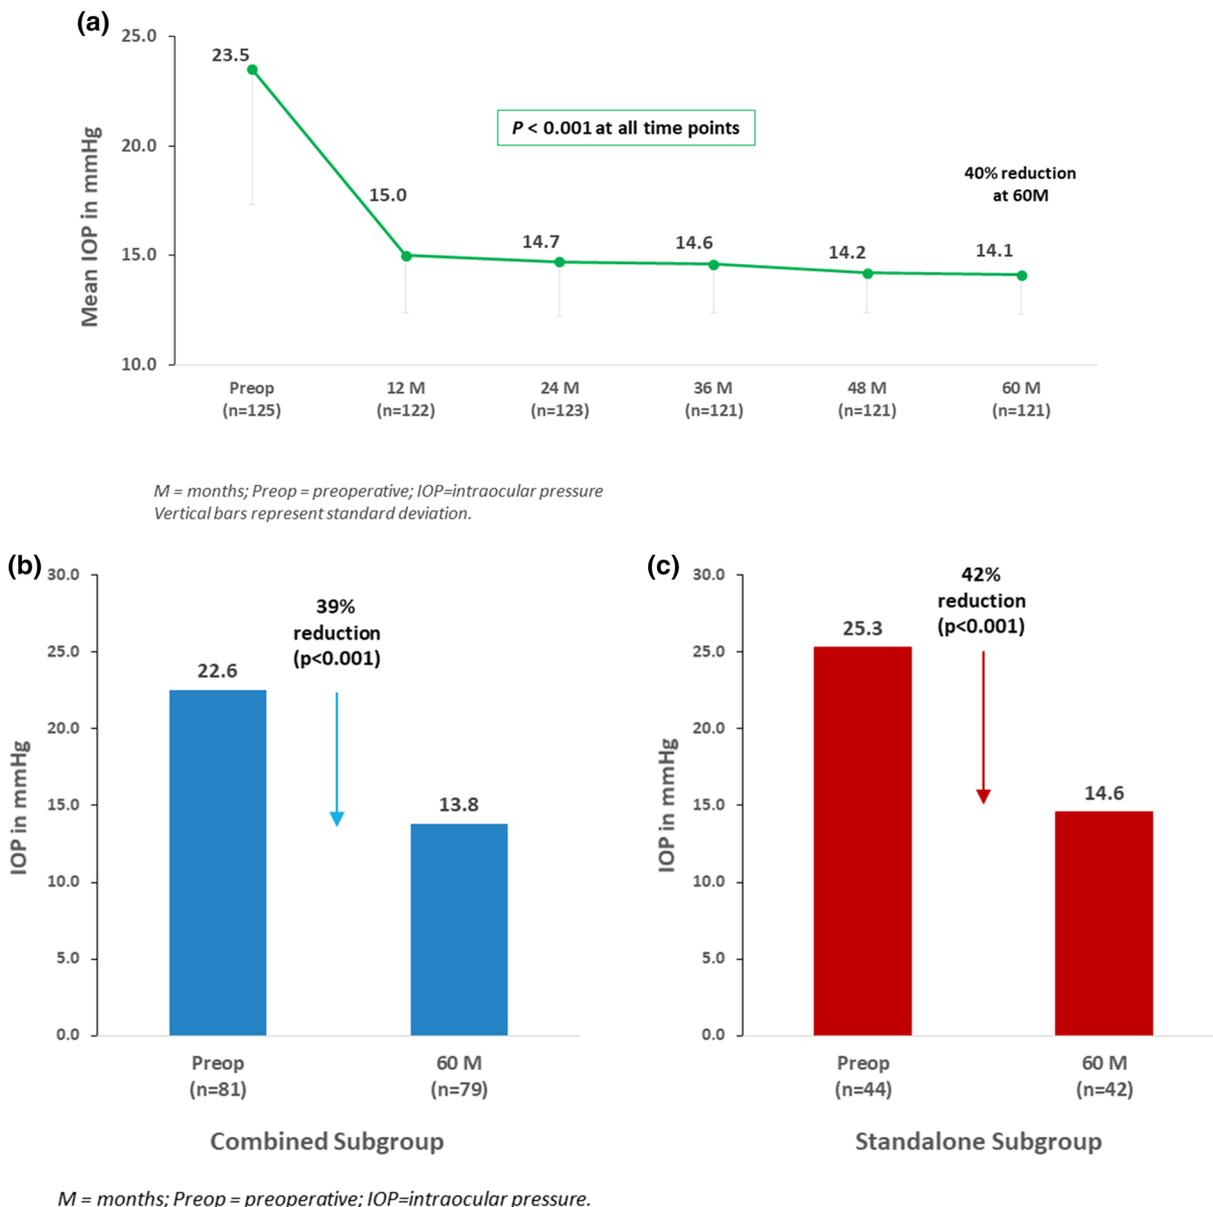 (a)
25.0
20.0
15.0
10.0
Mean IOP in mmHg
23.5
15.0
14.7
14.6
14.2
14.1
P < 0.001 at all time points
40% reduction
at 60M
Preop
(n=125)
12 M
(n=122)
24 M
(n=123)
36 M
(n=121)
48 M
(n=121)
60 M
(n=121)
M = months; Preop = preoperative; IOP=intraocular pressure
Vertical bars represent standard deviation.
(b)
30.0
25.0
20.0
15.0
10.0
5.0
0.0
IOP in mmHg
39%
reduction
(p<0.001)
22.6
13.8
Preop
(n=81)
60 M
(n=79)
Combined Subgroup
(c)
30.0
25.0
20.0
15.0
10.0
5.0
0.0
IOP in mmHg
42%
reduction
(p<0.001)
25.3
14.6
Preop
(n=44)
60 M
(n=42)
Standalone Subgroup
M = months; Preop = preoperative; IOP=intraocular pressure.